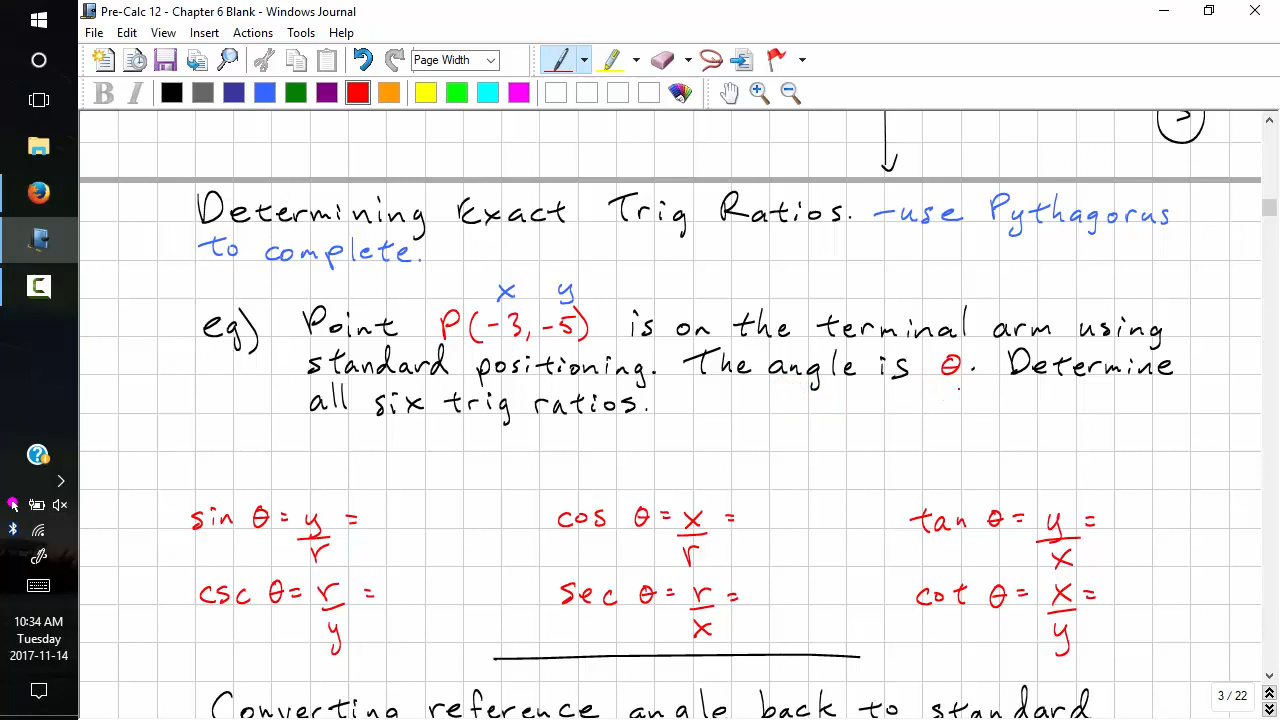 Pre-Calc 12 - Chapter 6 Blank - Windows Journal
File Edit View Insert Actions Tools Help
Page Width
B I
?
Determining Exact Trig Ratios. -use Pythagorus
to complete.
x y
eg) Point P(-3, -5) is on the terminal arm using
standard positioning. The angle is θ. Determine
all six trig ratios.
sin θ = y/r = cos θ = x/r = tan θ = y/x =
csc θ = r/y = sec θ = r/x = cot θ = x/y =
Converting reference angle back to standard
10:34 AM
Tuesday
2017-11-14
3 / 22